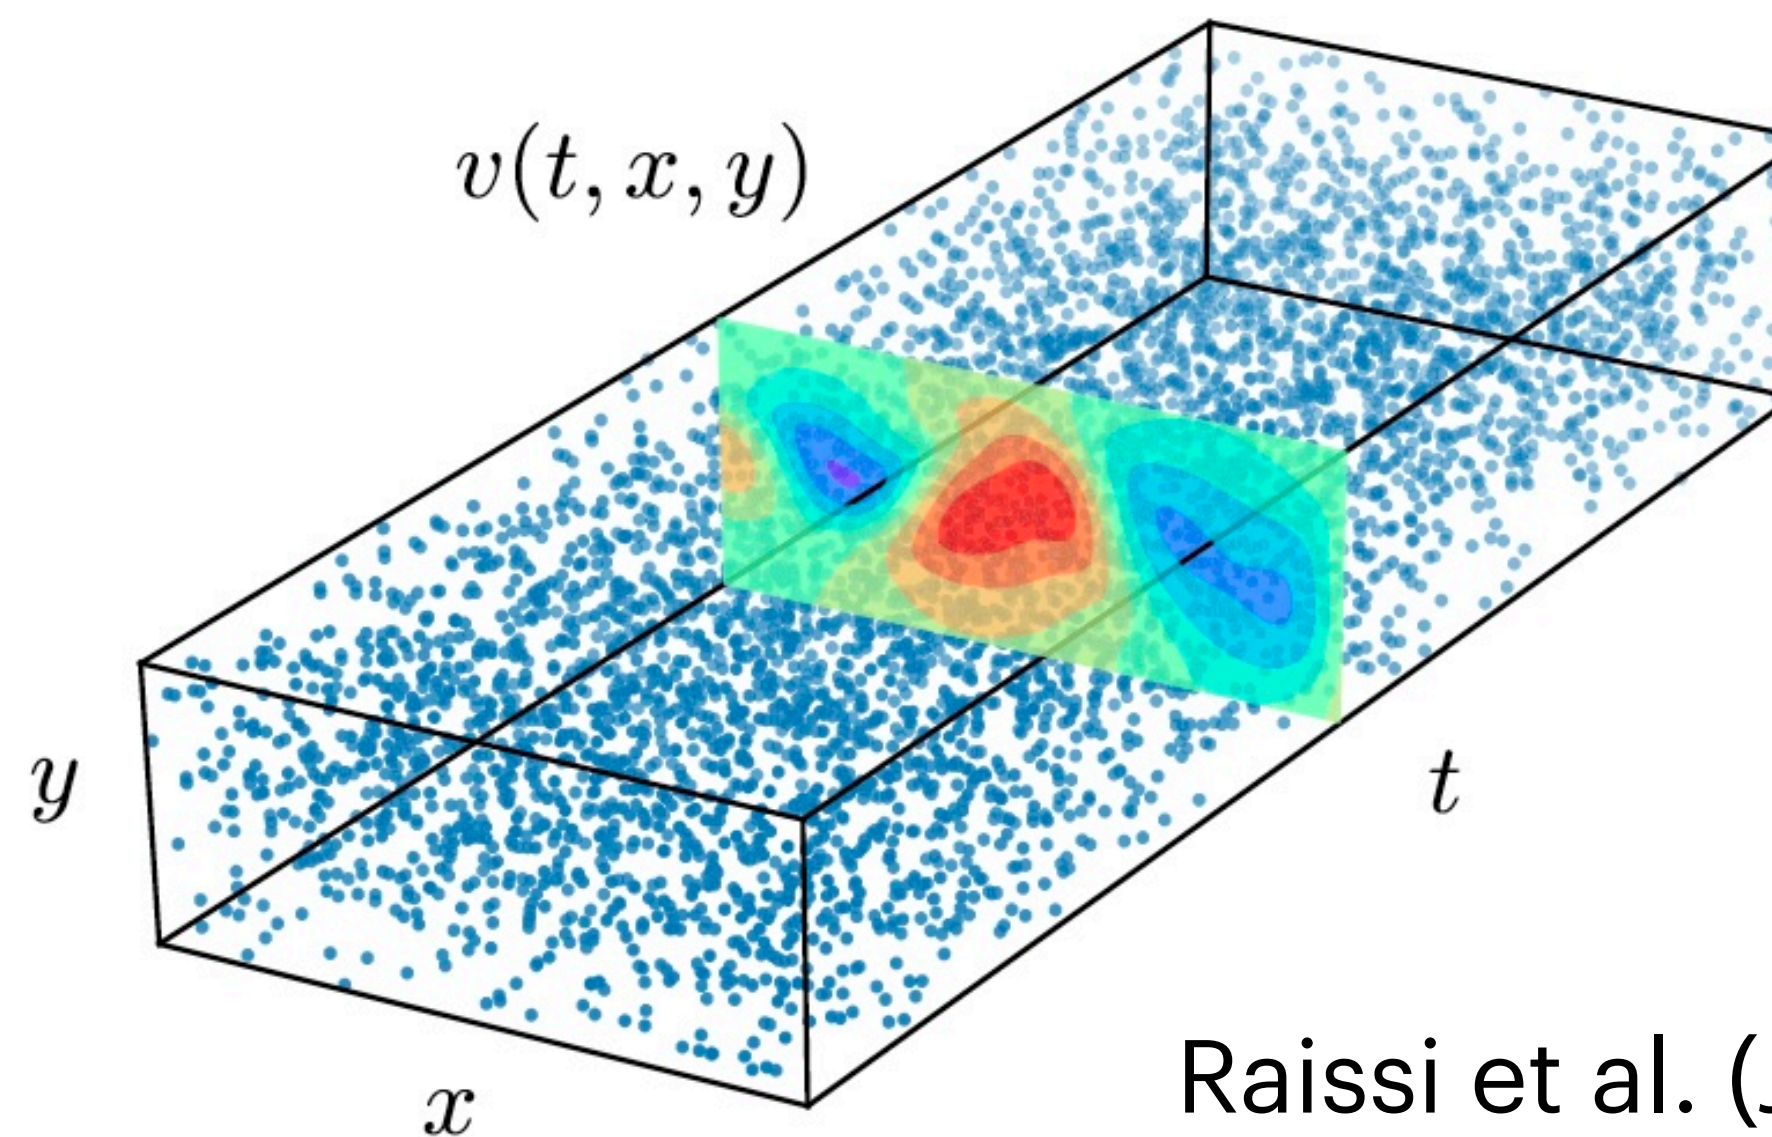 v(t, x, y)
y
t
x
Raissi et al. (